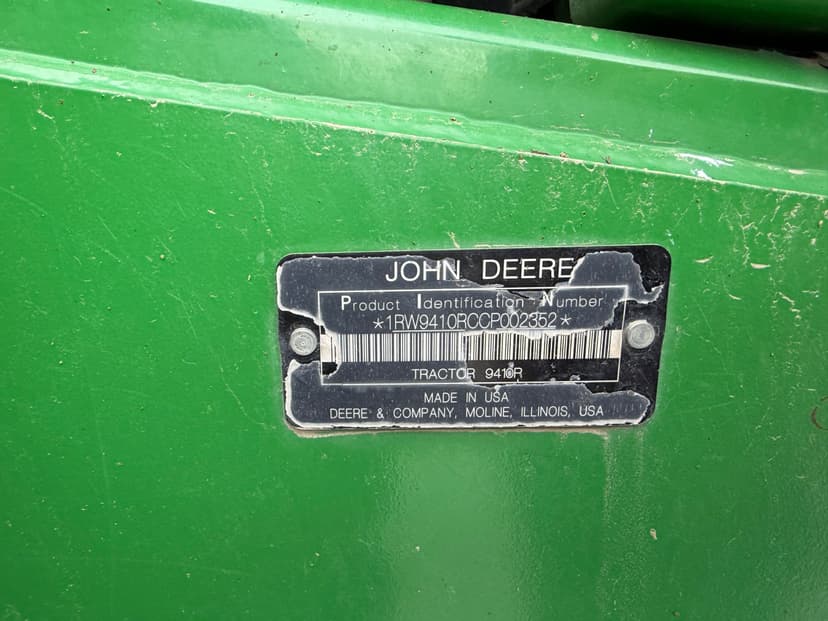 JOHN DEERE
Product Identification Number
*1RW9410RCCP002352*
TRACTOR 9410R
MADE IN USA
DEERE & COMPANY, MOLINE, ILLINOIS, USA